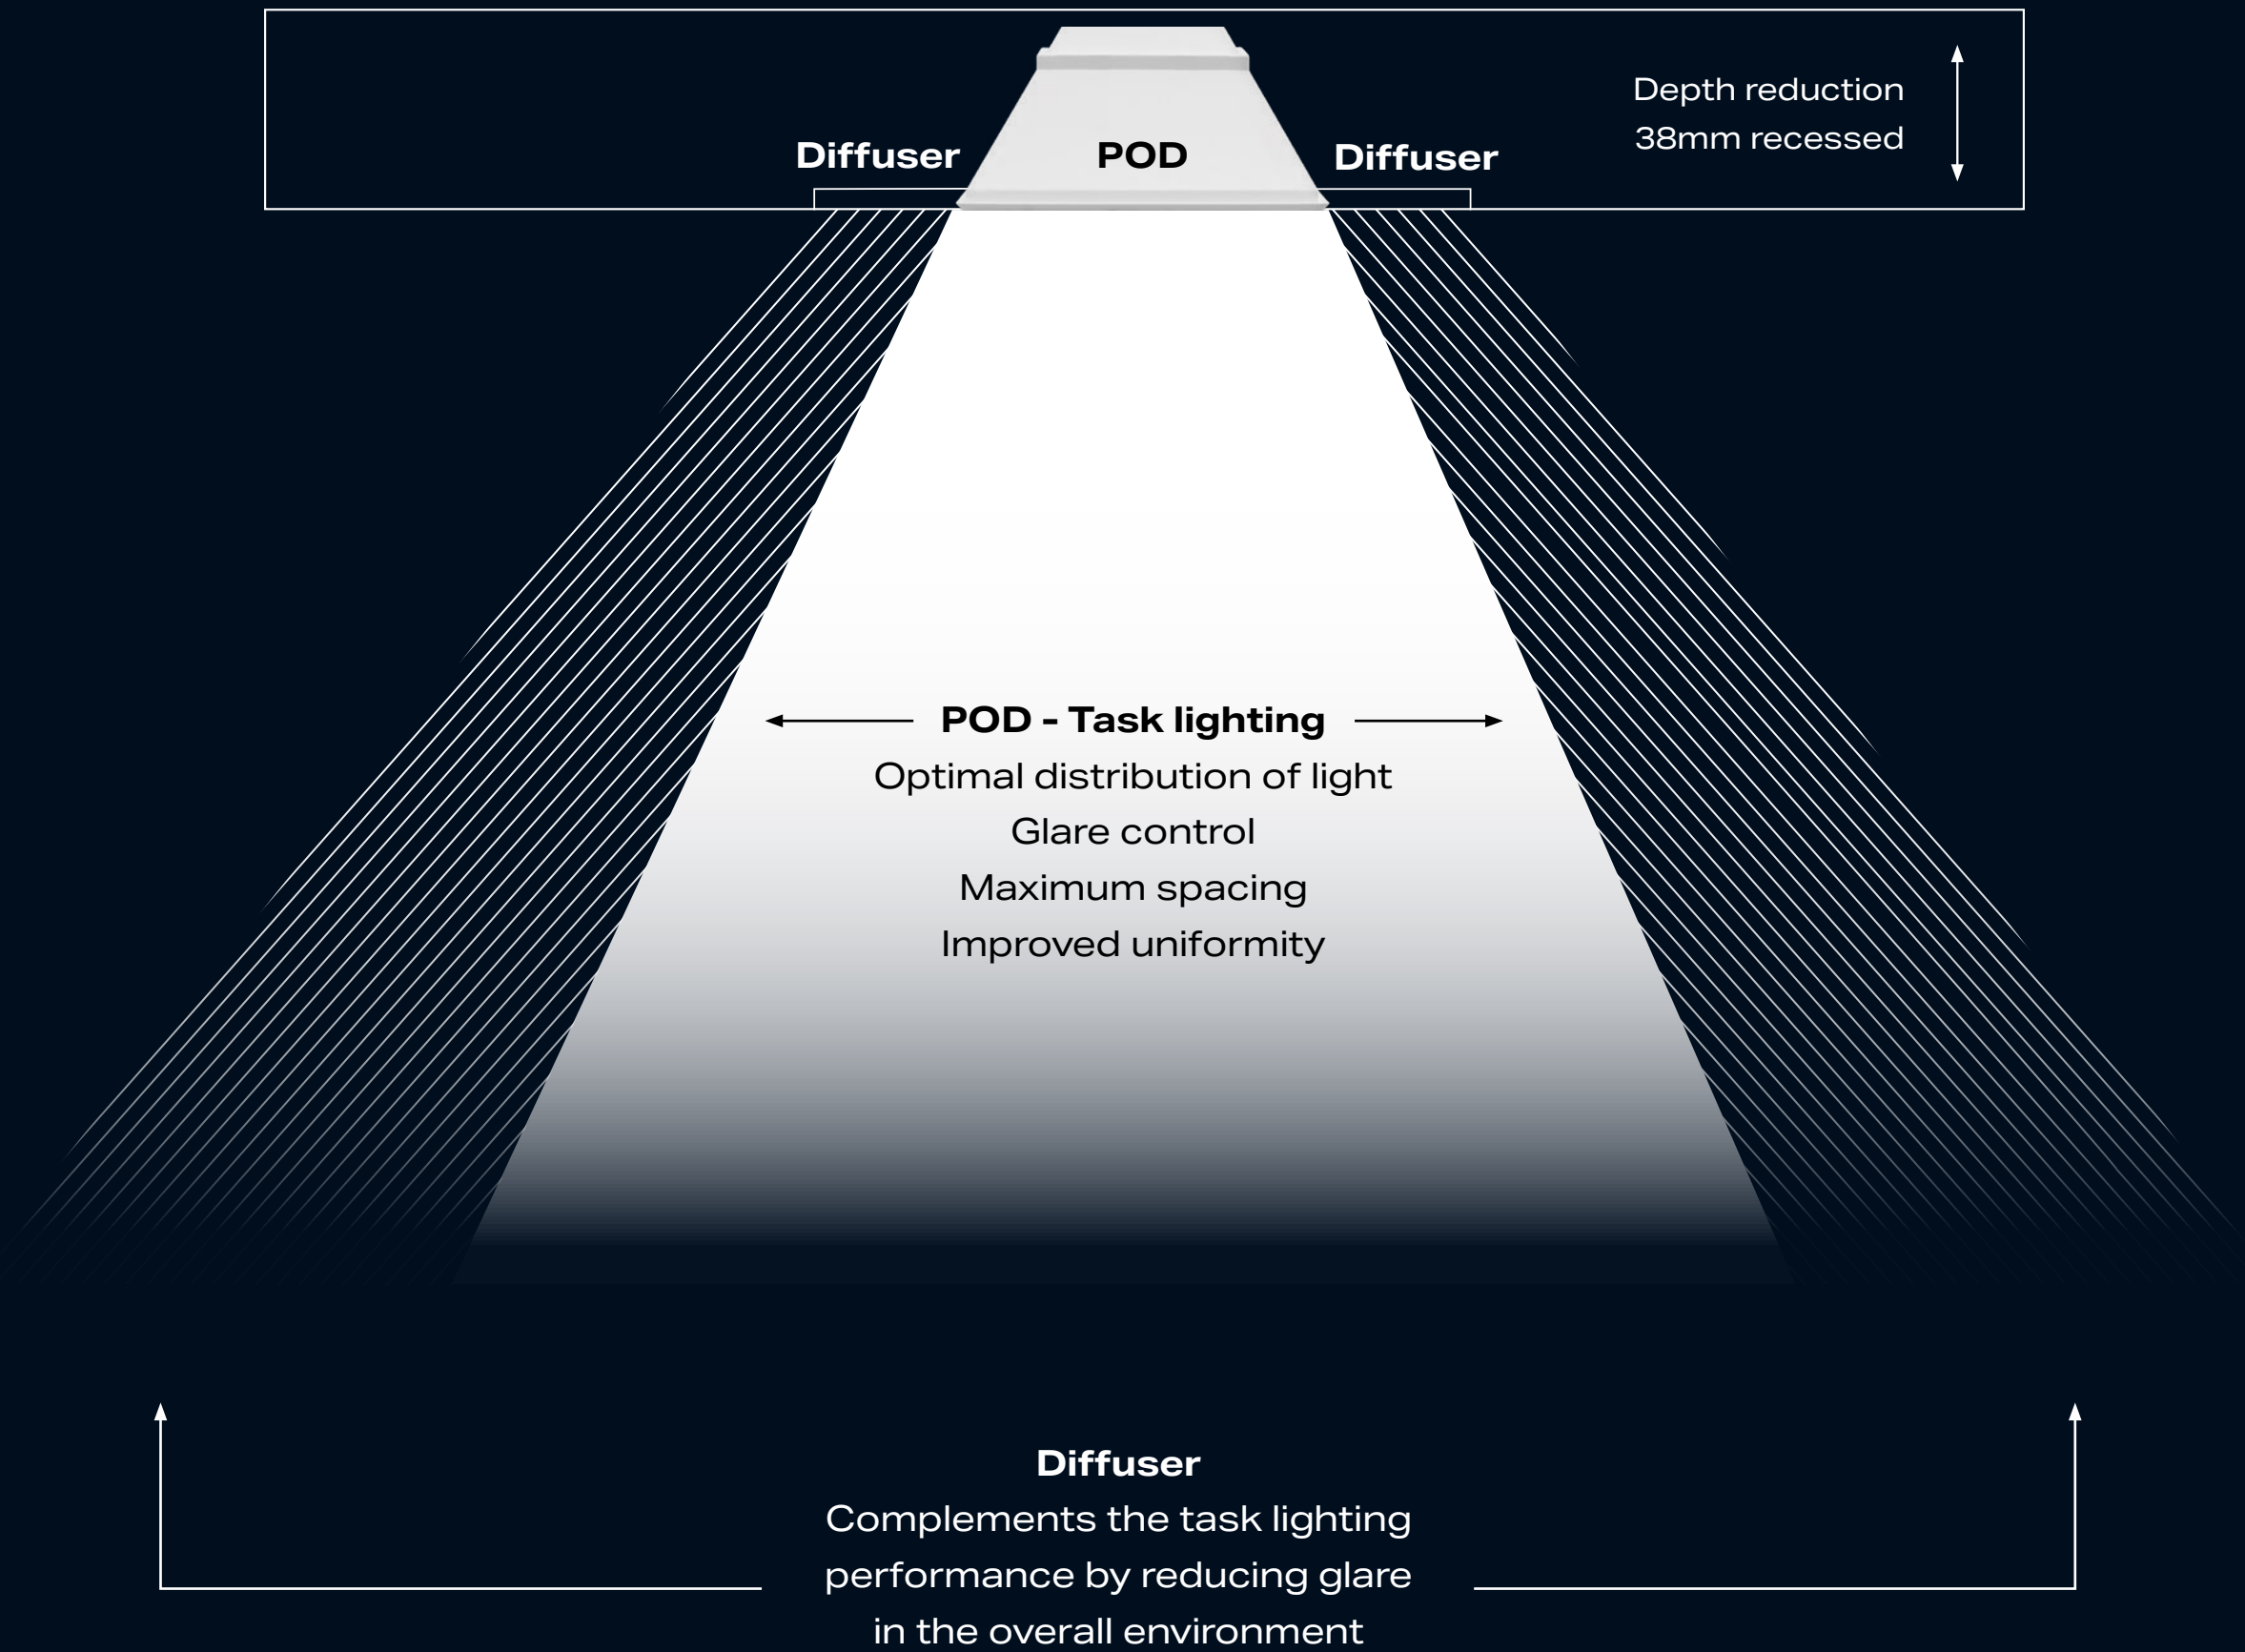 Depth reduction
38mm recessed
Diffuser
POD
Diffuser
POD - Task lighting
Optimal distribution of light
Glare control
Maximum spacing
Improved uniformity
Diffuser
Complements the task lighting
performance by reducing glare
in the overall environment